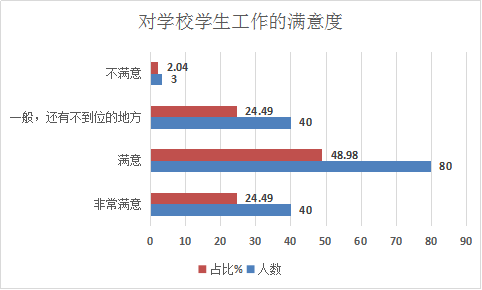 对学校学生工作的满意度
不满意
2.04
3
一般，还有不到位的地方
24.49
40
满意
48.98
80
非常满意
24.49
40
0 10 20 30 40 50 60 70 80 90
占比% 人数